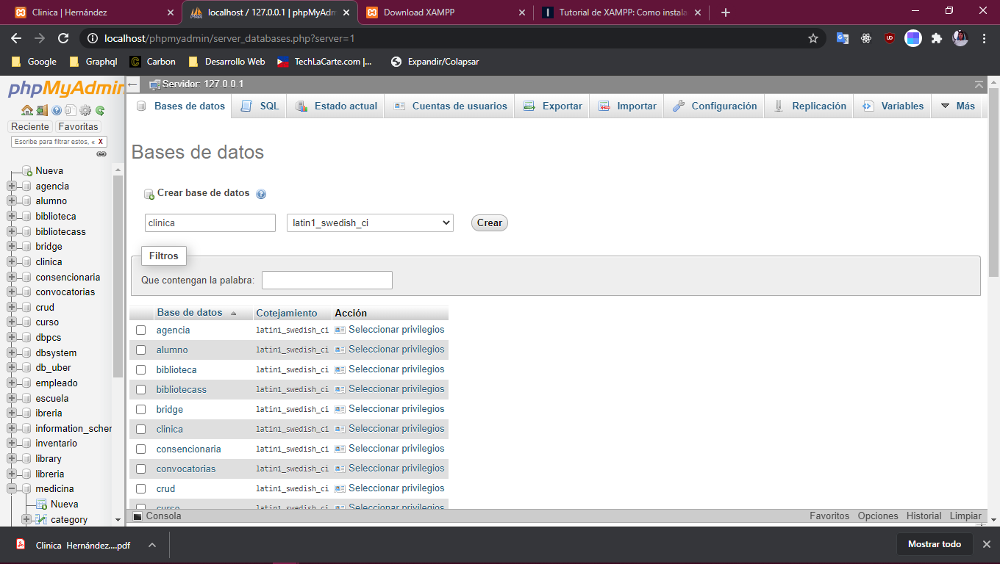 Clinica | Hernández
localhost / 127.0.0.1 | phpMyAdm
Download XAMPP
Tutorial de XAMPP: Como instala
localhost/phpmyadmin/server_databases.php?server=1
Google
Graphql
Carbon
Desarrollo Web
TechLaCarte.com |...
Expandir/Colapsar
phpMyAdmin
Reciente
Favoritas
Escribe para filtrar estos, «
X
Nueva
agencia
alumno
biblioteca
bibliotecass
bridge
clinica
consencionaria
convocatorias
crud
curso
dbpcs
dbsystem
db_uber
empleado
escuela
ibreria
information_scher
inventario
library
libreria
medicina
Nueva
category
Servidor: 127.0.0.1
Bases de datos
SQL
Estado actual
Cuentas de usuarios
Exportar
Importar
Configuración
Replicación
Variables
Más
Bases de datos
Crear base de datos
clinica
latin1_swedish_ci
Crear
Filtros
Que contengan la palabra:
Base de datos Cotejamiento Acción
agencia latin1_swedish_ci Seleccionar privilegios
alumno latin1_swedish_ci Seleccionar privilegios
biblioteca latin1_swedish_ci Seleccionar privilegios
bibliotecass latin1_swedish_ci Seleccionar privilegios
bridge latin1_swedish_ci Seleccionar privilegios
clinica latin1_swedish_ci Seleccionar privilegios
consencionaria latin1_swedish_ci Seleccionar privilegios
convocatorias latin1_swedish_ci Seleccionar privilegios
crud latin1_swedish_ci Seleccionar privilegios
curso latin1_swedish_ci Seleccionar privilegios
Consola
Favoritos Opciones Historial Limpiar
Clinica Hernández....pdf
Mostrar todo